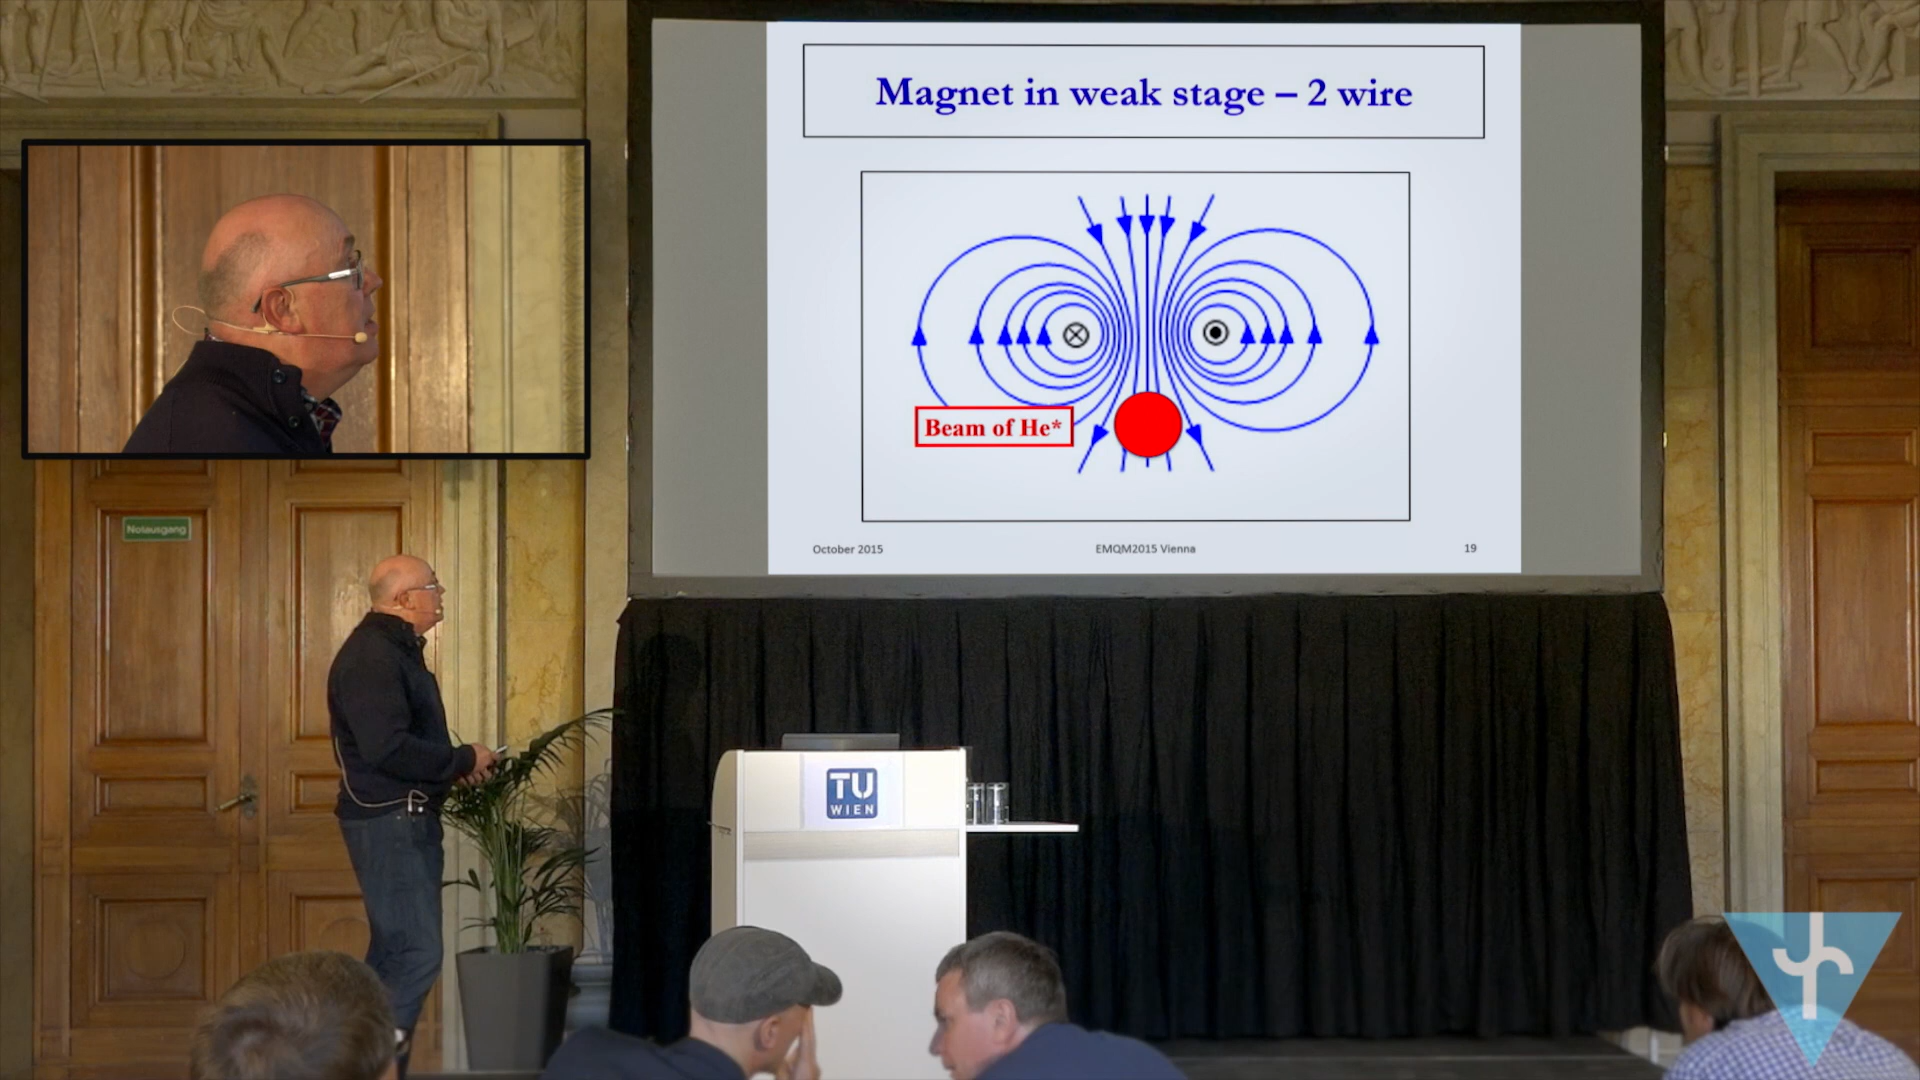 Magnet in weak stage – 2 wire
Beam of He*
October 2015
EMQM2015 Vienna
19
Notausgang
TU
WIEN